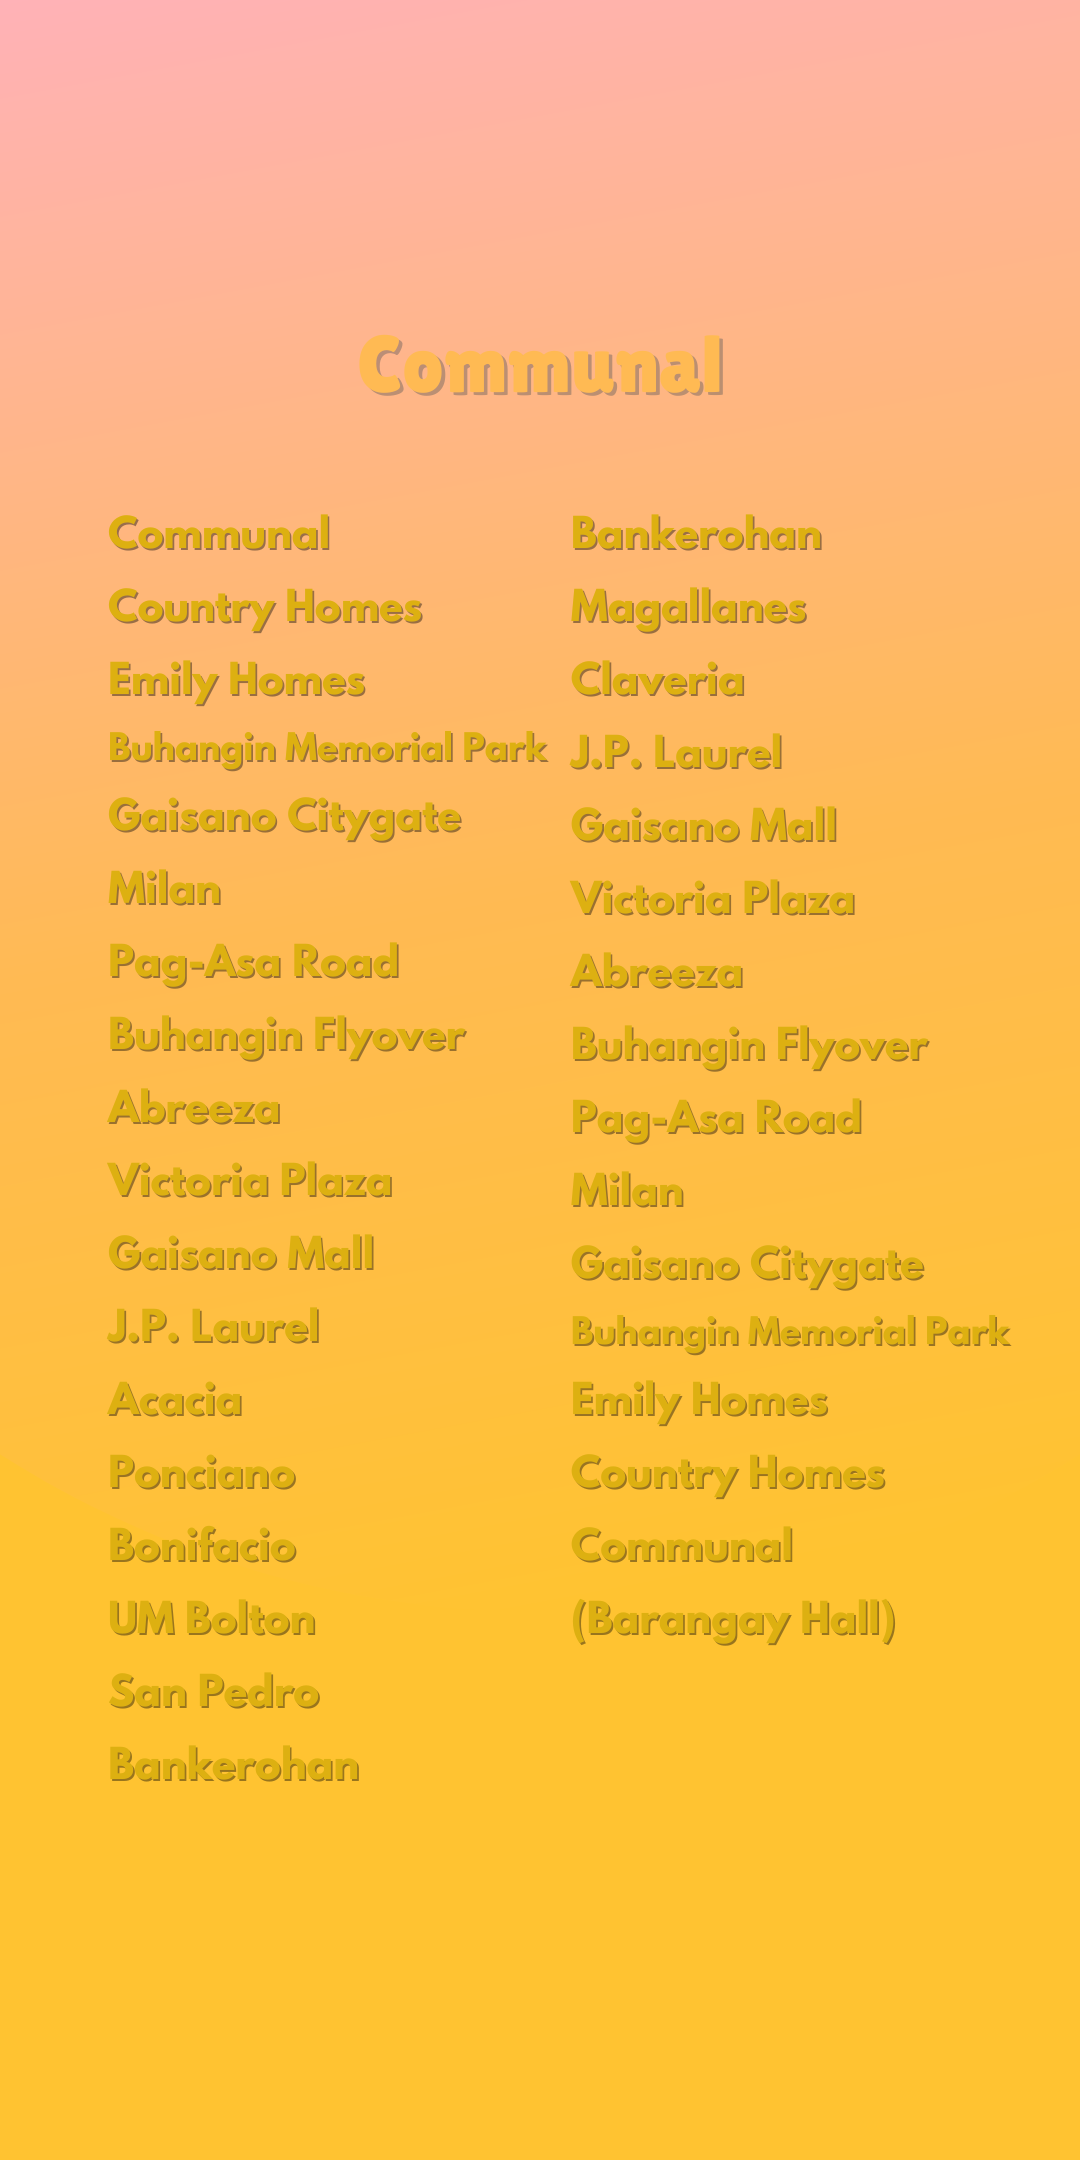 Communal
Communal
Country Homes
Emily Homes
Buhangin Memorial Park
Gaisano Citygate
Milan
Pag-Asa Road
Buhangin Flyover
Abreeza
Victoria Plaza
Gaisano Mall
J.P. Laurel
Acacia
Ponciano
Bonifacio
UM Bolton
San Pedro
Bankerohan
Bankerohan
Magallanes
Claveria
J.P. Laurel
Gaisano Mall
Victoria Plaza
Abreeza
Buhangin Flyover
Pag-Asa Road
Milan
Gaisano Citygate
Buhangin Memorial Park
Emily Homes
Country Homes
Communal
(Barangay Hall)